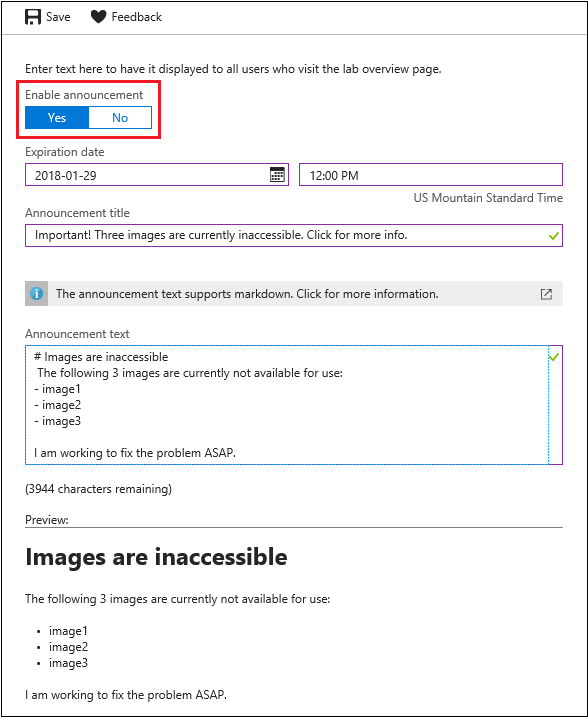 Save Feedback
Enter text here to have it displayed to all users who visit the lab overview page.
Enable announcement
Yes No
Expiration date
2018-01-29 12:00 PM
US Mountain Standard Time
Announcement title
Important! Three images are currently inaccessible. Click for more info.
The announcement text supports markdown. Click for more information.
Announcement text
# Images are inaccessible
The following 3 images are currently not available for use:
- image1
- image2
- image3
I am working to fix the problem ASAP.
(3944 characters remaining)
Preview:
Images are inaccessible
The following 3 images are currently not available for use:
• image1
• image2
• image3
I am working to fix the problem ASAP.